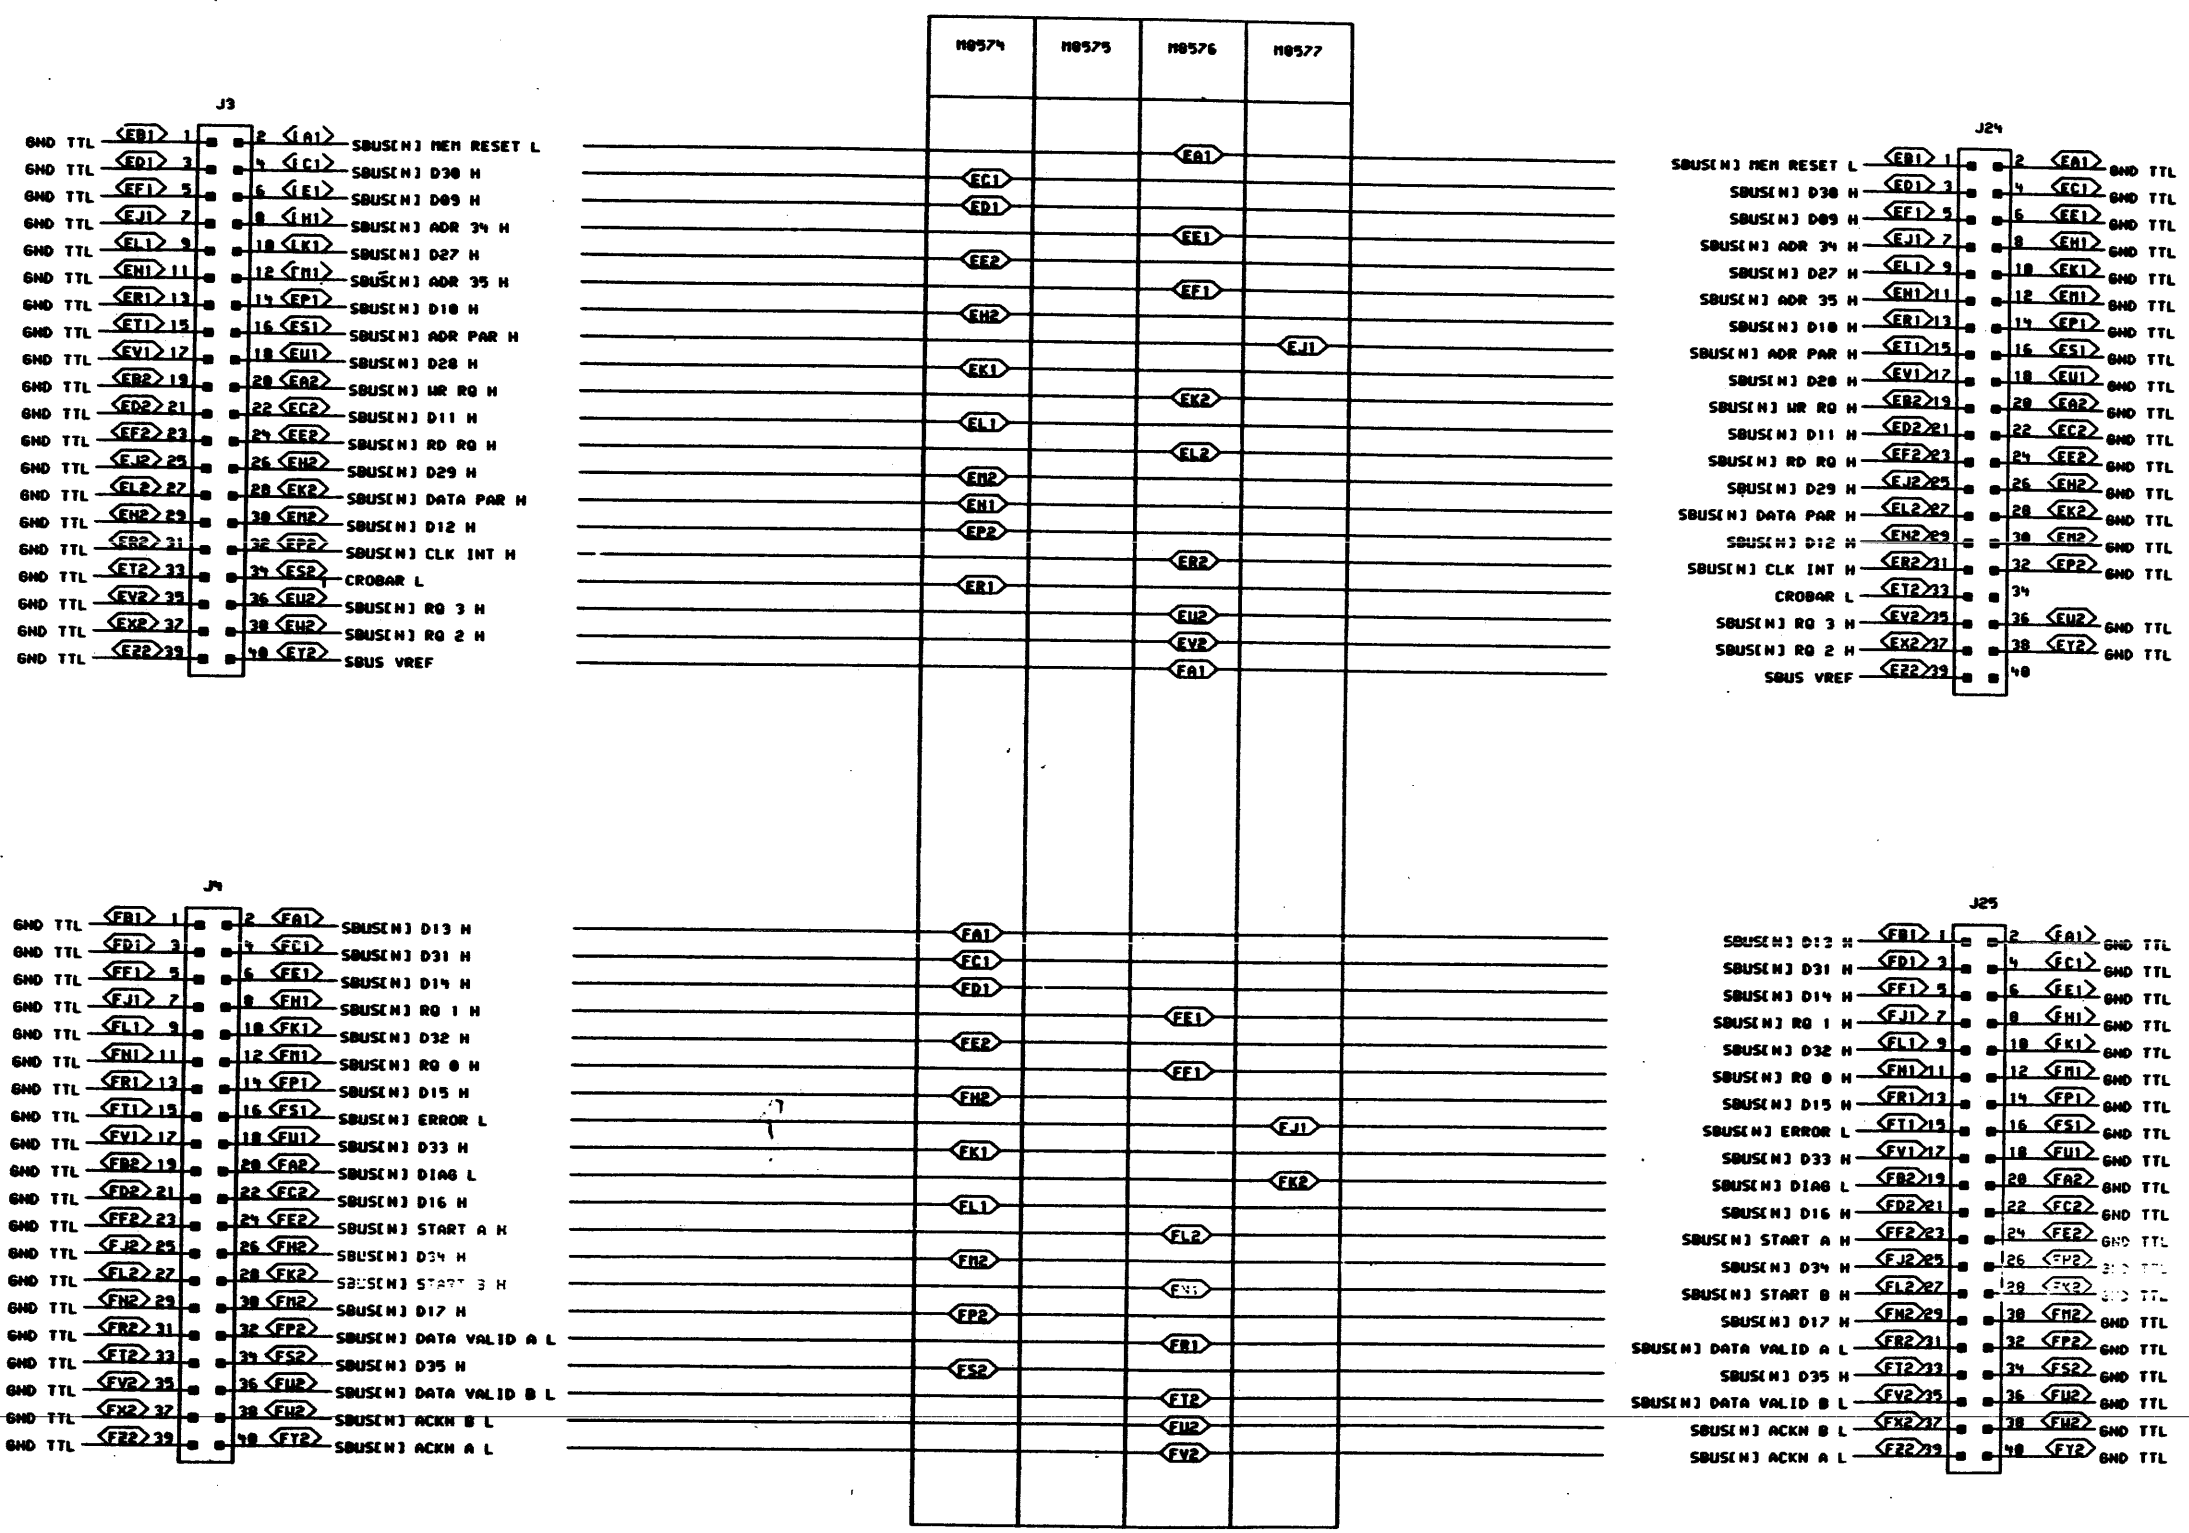 M8574 M8575 M8576 M8577
J3
J24
GND TTL EB1 1 2 EA1 SBUS[N] MEM RESET L EA1 SBUS[N] MEM RESET L EB1 1 2 EA1 GND TTL
GND TTL ED1 3 4 EC1 SBUS[N] D30 H EC1 SBUS[N] D30 H ED1 3 4 EC1 GND TTL
GND TTL EF1 5 6 EE1 SBUS[N] D09 H ED1 SBUS[N] D09 H EF1 5 6 EE1 GND TTL
GND TTL EJ1 7 8 EH1 SBUS[N] ADR 34 H EE1 SBUS[N] ADR 34 H EJ1 7 8 EH1 GND TTL
GND TTL EL1 9 10 EK1 SBUS[N] D27 H EE2 SBUS[N] D27 H EL1 9 10 EK1 GND TTL
GND TTL EN1 11 12 EM1 SBUS[N] ADR 35 H EF1 SBUS[N] ADR 35 H EN1 11 12 EM1 GND TTL
GND TTL ER1 13 14 EP1 SBUS[N] D10 H EH2 SBUS[N] D10 H ER1 13 14 EP1 GND TTL
GND TTL ET1 15 16 ES1 SBUS[N] ADR PAR H EJ1 SBUS[N] ADR PAR H ET1 15 16 ES1 GND TTL
GND TTL EV1 17 18 EU1 SBUS[N] D28 H EK1 SBUS[N] D28 H EV1 17 18 EU1 GND TTL
GND TTL EB2 19 20 EA2 SBUS[N] WR RQ H EK2 SBUS[N] WR RQ H EB2 19 20 EA2 GND TTL
GND TTL ED2 21 22 EC2 SBUS[N] D11 H EL1 SBUS[N] D11 H ED2 21 22 EC2 GND TTL
GND TTL EF2 23 24 EE2 SBUS[N] RD RQ H EL2 SBUS[N] RD RQ H EF2 23 24 EE2 GND TTL
GND TTL EJ2 25 26 EH2 SBUS[N] D29 H EM2 SBUS[N] D29 H EJ2 25 26 EH2 GND TTL
GND TTL EL2 27 28 EK2 SBUS[N] DATA PAR H EN1 SBUS[N] DATA PAR H EL2 27 28 EK2 GND TTL
GND TTL EN2 29 30 EM2 SBUS[N] D12 H EP2 SBUS[N] D12 H EN2 29 30 EM2 GND TTL
GND TTL ER2 31 32 EP2 SBUS[N] CLK INT H ER2 SBUS[N] CLK INT H ER2 31 32 EP2 GND TTL
GND TTL ET2 33 34 ES2 CROBAR L ER1 CROBAR L ET2 33 34
GND TTL EV2 35 36 EU2 SBUS[N] RQ 3 H EU2 SBUS[N] RQ 3 H EV2 35 36 EU2 GND TTL
GND TTL EX2 37 38 EW2 SBUS[N] RQ 2 H EV2 SBUS[N] RQ 2 H EX2 37 38 EY2 GND TTL
GND TTL EZ2 39 40 EY2 SBUS VREF FA1 SBUS VREF EZ2 39 40
J4
J25
GND TTL FB1 1 2 FA1 SBUS[N] D13 H FA1 SBUS[N] D13 H FB1 1 2 FA1 GND TTL
GND TTL FD1 3 4 FC1 SBUS[N] D31 H FC1 SBUS[N] D31 H FD1 3 4 FC1 GND TTL
GND TTL FF1 5 6 FE1 SBUS[N] D14 H FD1 SBUS[N] D14 H FF1 5 6 FE1 GND TTL
GND TTL FJ1 7 8 FH1 SBUS[N] RQ 1 H FE1 SBUS[N] RQ 1 H FJ1 7 8 FH1 GND TTL
GND TTL FL1 9 10 FK1 SBUS[N] D32 H FE2 SBUS[N] D32 H FL1 9 10 FK1 GND TTL
GND TTL FN1 11 12 FM1 SBUS[N] RQ 0 H FF1 SBUS[N] RQ 0 H FN1 11 12 FM1 GND TTL
GND TTL FR1 13 14 FP1 SBUS[N] D15 H FH2 SBUS[N] D15 H FR1 13 14 FP1 GND TTL
GND TTL FT1 15 16 FS1 SBUS[N] ERROR L FJ1 SBUS[N] ERROR L FT1 15 16 FS1 GND TTL
GND TTL FV1 17 18 FU1 SBUS[N] D33 H FK1 SBUS[N] D33 H FV1 17 18 FU1 GND TTL
GND TTL FB2 19 20 FA2 SBUS[N] DIAG L FK2 SBUS[N] DIAG L FB2 19 20 FA2 GND TTL
GND TTL FD2 21 22 FC2 SBUS[N] D16 H FL1 SBUS[N] D16 H FD2 21 22 FC2 GND TTL
GND TTL FF2 23 24 FE2 SBUS[N] START A H FL2 SBUS[N] START A H FF2 23 24 FE2 GND TTL
GND TTL FJ2 25 26 FH2 SBUS[N] D34 H FM2 SBUS[N] D34 H FJ2 25 26 FH2 GND TTL
GND TTL FL2 27 28 FK2 SBUS[N] START B H FN1 SBUS[N] START B H FL2 27 28 FK2 GND TTL
GND TTL FN2 29 30 FM2 SBUS[N] D17 H FP2 SBUS[N] D17 H FN2 29 30 FM2 GND TTL
GND TTL FR2 31 32 FP2 SBUS[N] DATA VALID A L FR1 SBUS[N] DATA VALID A L FR2 31 32 FP2 GND TTL
GND TTL FT2 33 34 FS2 SBUS[N] D35 H FS2 SBUS[N] D35 H FT2 33 34 FS2 GND TTL
GND TTL FV2 35 36 FU2 SBUS[N] DATA VALID B L FT2 SBUS[N] DATA VALID B L FV2 35 36 FU2 GND TTL
GND TTL FX2 37 38 FW2 SBUS[N] ACKN B L FU2 SBUS[N] ACKN B L FX2 37 38 FW2 GND TTL
GND TTL FZ2 39 40 FY2 SBUS[N] ACKN A L FV2 SBUS[N] ACKN A L FZ2 39 40 FY2 GND TTL